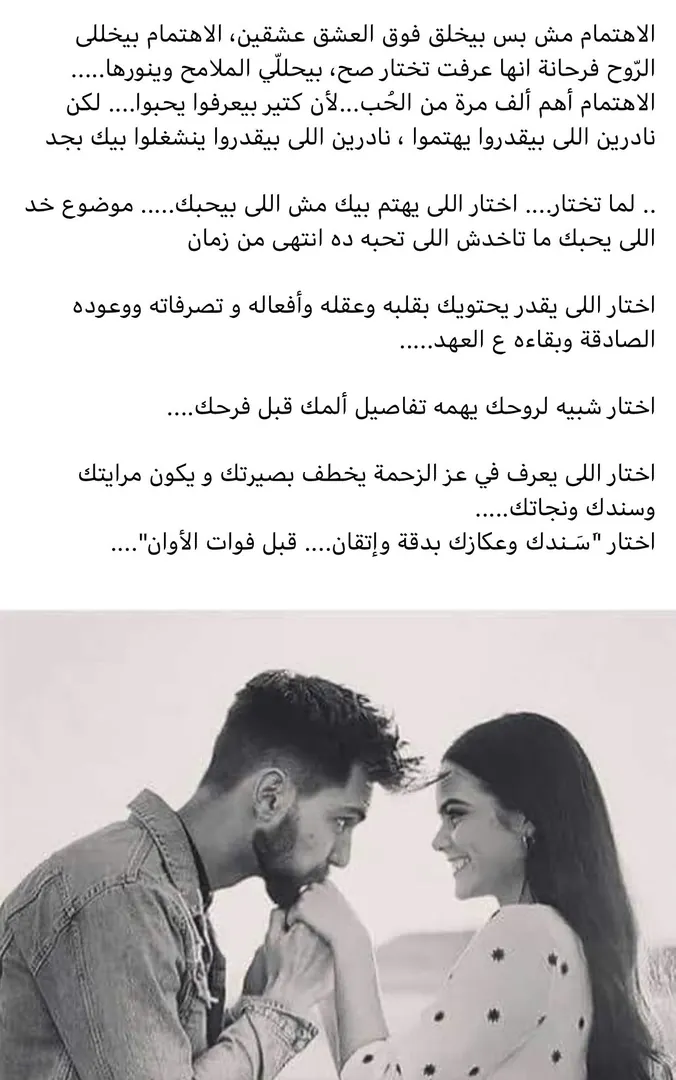 الاهتمام مش بس بيخلق فوق العشق عشقين، الاهتمام بيخللى
الرّوح فرحانة انها عرفت تختار صح، بيحللّي الملامح وينورها.....
الاهتمام أهم ألف مرة من الحُب...لأن كتير بيعرفوا يحبوا.... لكن
نادرين اللى بيقدروا يهتموا ، نادرين اللى بيقدروا ينشغلوا بيك بجد
.. لما تختار.... اختار اللى يهتم بيك مش اللى بيحبك..... موضوع خد
اللى يحبك ما تاخدش اللى تحبه ده انتهى من زمان
اختار اللى يقدر يحتويك بقلبه وعقله وأفعاله و تصرفاته ووعوده
الصادقة وبقاءه ع العهد.....
اختار شبيه لروحك يهمه تفاصيل ألمك قبل فرحك....
اختار اللى يعرف في عز الزحمة يخطف بصيرتك و يكون مرايتك
وسندك ونجاتك.....
اختار "سَـندك وعكازك بدقة وإتقان.... قبل فوات الأوان"....